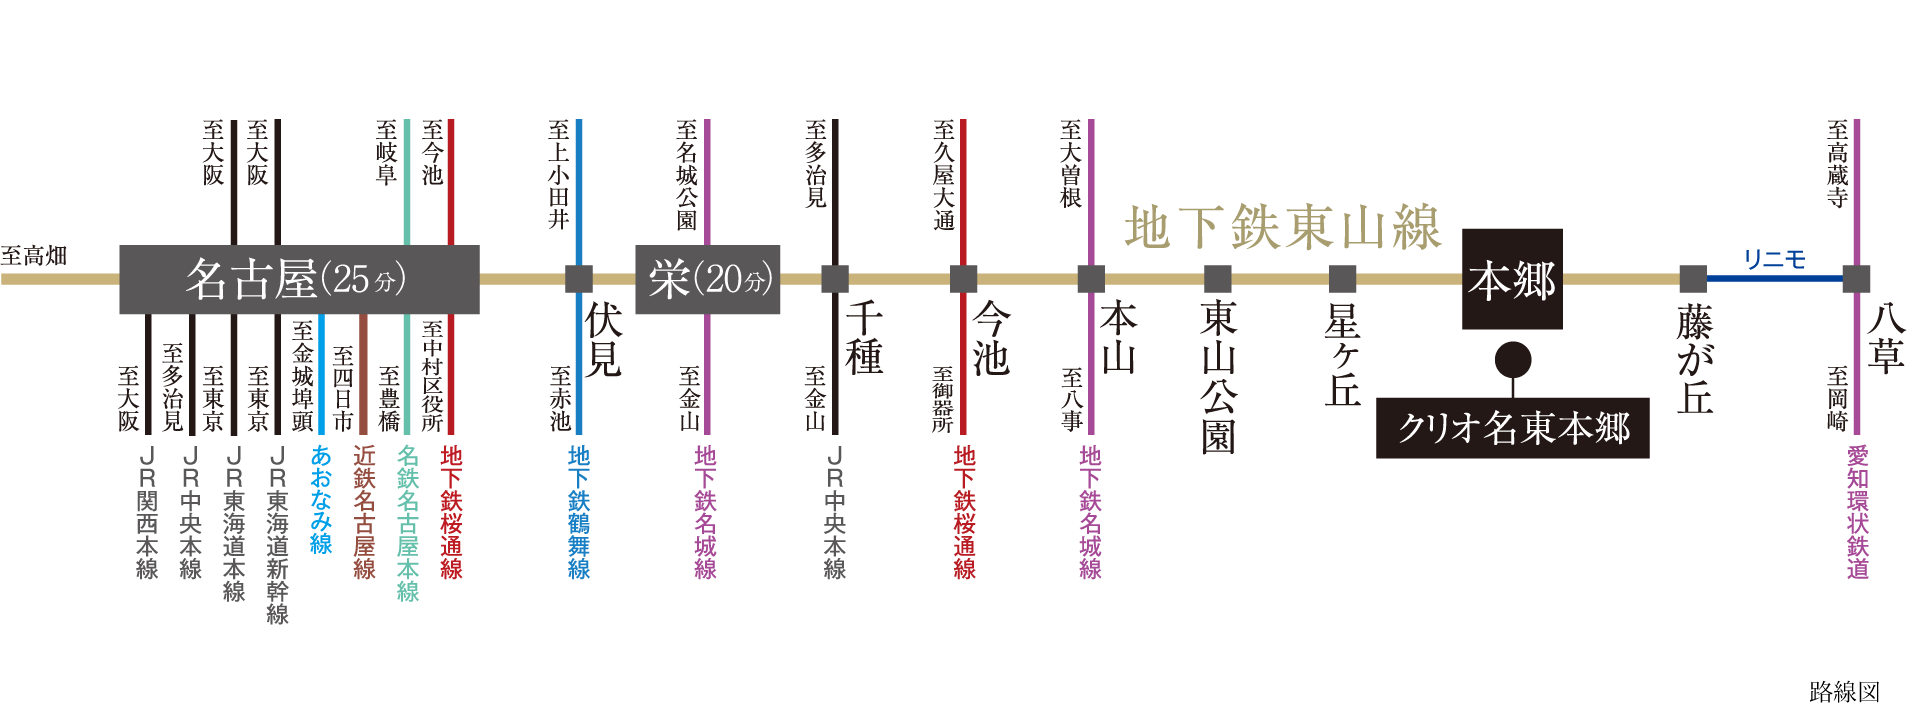 至大阪
至大阪
至岐阜
至今池
至上小田井
至名城公園
至多治見
至久屋大通
至大曽根
至高蔵寺
地下鉄東山線
至高畑
名古屋(25分)
栄(20分)
本郷
リニモ
伏見
千種
今池
本山
東山公園
星ヶ丘
藤が丘
八草
クリオ名東本郷
至大阪
至多治見
至東京
至東京
至金城埠頭
至四日市
至豊橋
至中村区役所
至赤池
至金山
至金山
至御器所
至八事
至岡崎
JR関西本線
JR中央本線
JR東海道本線
JR東海道新幹線
あおなみ線
近鉄名古屋線
名鉄名古屋本線
地下鉄桜通線
地下鉄鶴舞線
地下鉄名城線
JR中央本線
地下鉄桜通線
地下鉄名城線
愛知環状鉄道
路線図